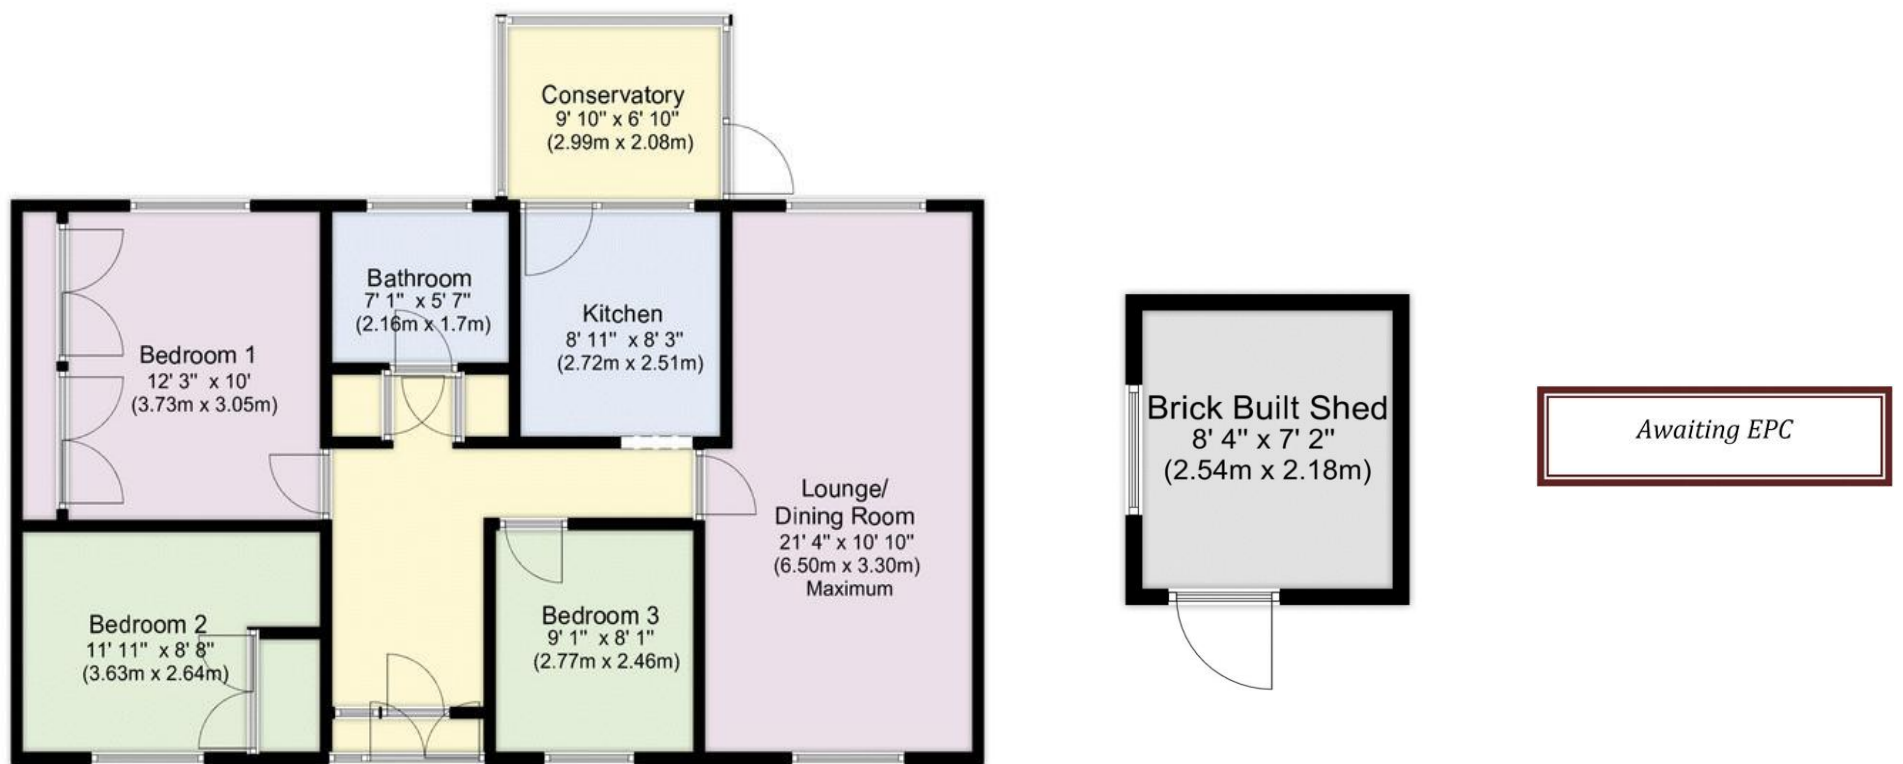 Conservatory
9' 10" x 6' 10"
(2.99m x 2.08m)
Bathroom
7' 1" x 5' 7"
(2.16m x 1.7m)
Kitchen
8' 11" x 8' 3"
(2.72m x 2.51m)
Bedroom 1
12' 3" x 10'
(3.73m x 3.05m)
Lounge/
Dining Room
21' 4" x 10' 10"
(6.50m x 3.30m)
Maximum
Bedroom 2
11' 11" x 8' 8"
(3.63m x 2.64m)
Bedroom 3
9' 1" x 8' 1"
(2.77m x 2.46m)
Brick Built Shed
8' 4" x 7' 2"
(2.54m x 2.18m)
Awaiting EPC